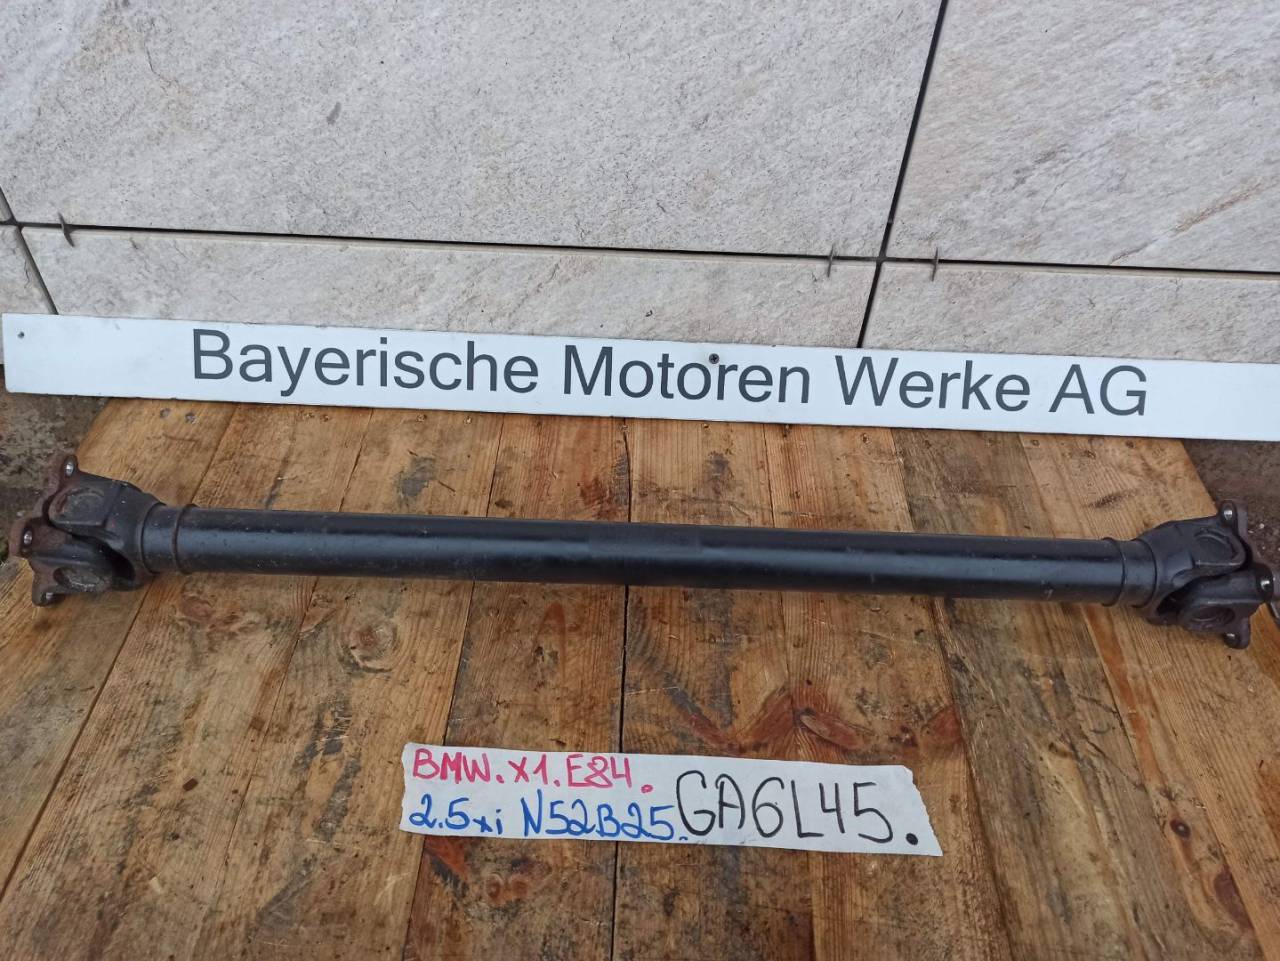 Bayerische Motoren Werke AG
BMW.X1.E84.
2.5xi N52B25. GA6L45.